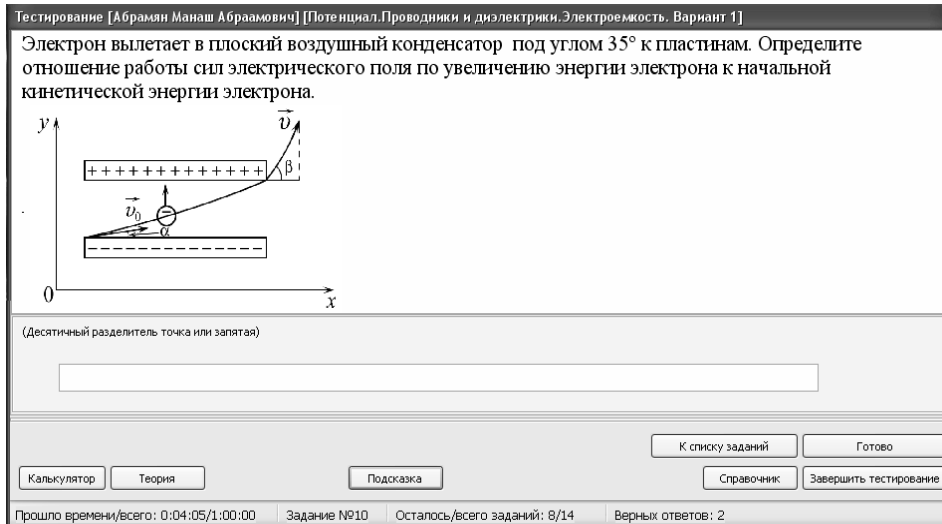 Тестирование [Абрамян Манаш Абраамович] [Потенциал.Проводники и диэлектрики.Электроемкость. Вариант 1]
Электрон вылетает в плоский воздушный конденсатор под углом 35° к пластинам. Определите
отношение работы сил электрического поля по увеличению энергии электрона к начальной
кинетической энергии электрона.
y
υ
+ + + + + + + + + + + + +
β
υ₀
−
α
− − − − − − − − − − − − −
0
x
(Десятичный разделитель точка или запятая)
К списку заданий Готово
Калькулятор Теория Подсказка Справочник Завершить тестирование
Прошло времени/всего: 0:04:05/1:00:00 Задание №10 Осталось/всего заданий: 8/14 Верных ответов: 2